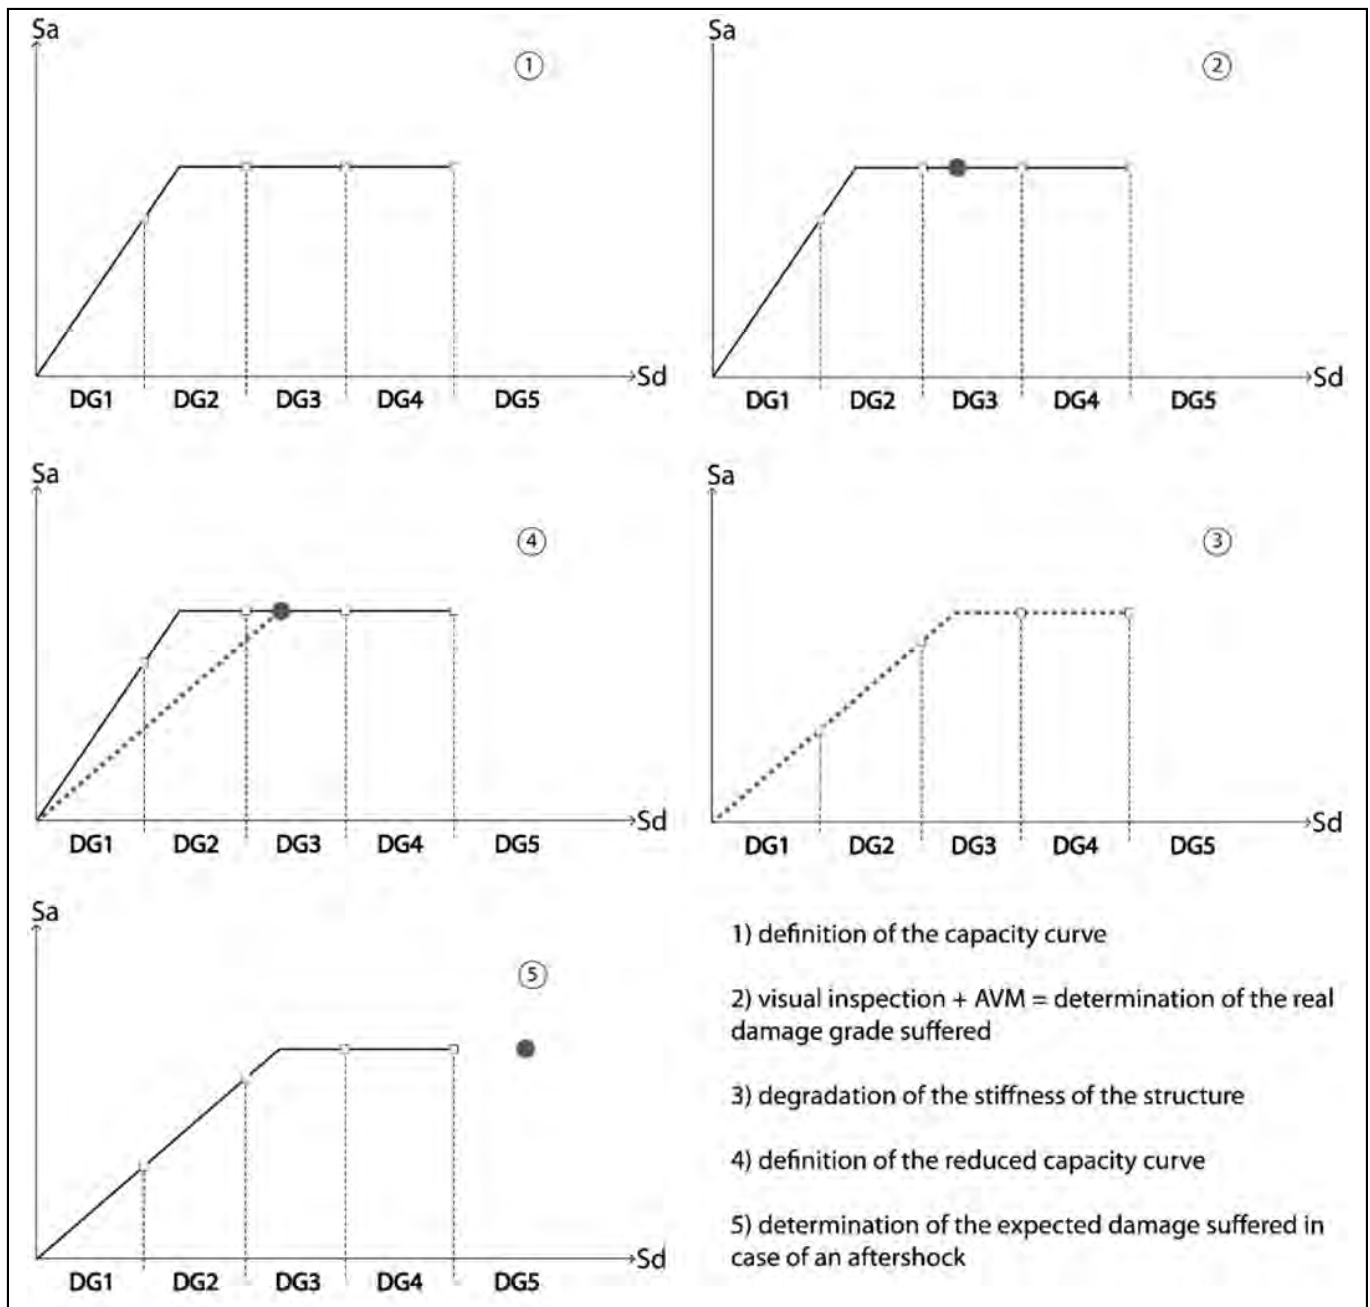 Sa
①
Sd
DG1 DG2 DG3 DG4 DG5
Sa
②
Sd
DG1 DG2 DG3 DG4 DG5
Sa
④
Sd
DG1 DG2 DG3 DG4 DG5
Sa
③
Sd
DG1 DG2 DG3 DG4 DG5
Sa
⑤
Sd
DG1 DG2 DG3 DG4 DG5
1) definition of the capacity curve
2) visual inspection + AVM = determination of the real
damage grade suffered
3) degradation of the stiffness of the structure
4) definition of the reduced capacity curve
5) determination of the expected damage suffered in
case of an aftershock